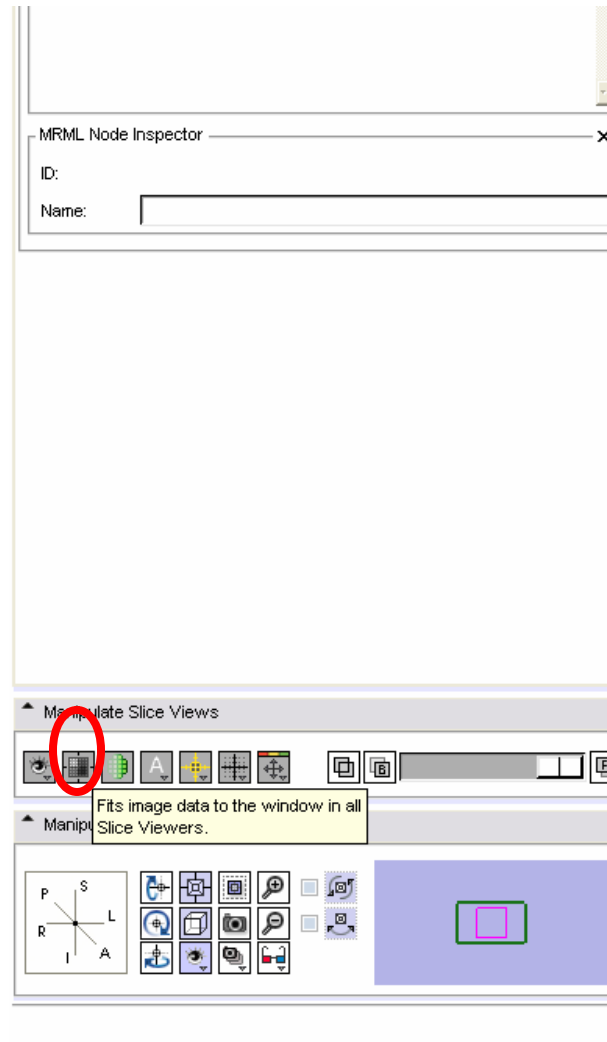 MRML Node Inspector
ID:
Name:
Manipulate Slice Views
A
B
Fits image data to the window in all
Slice Viewers.
Manipu
P
S
R
L
I
A